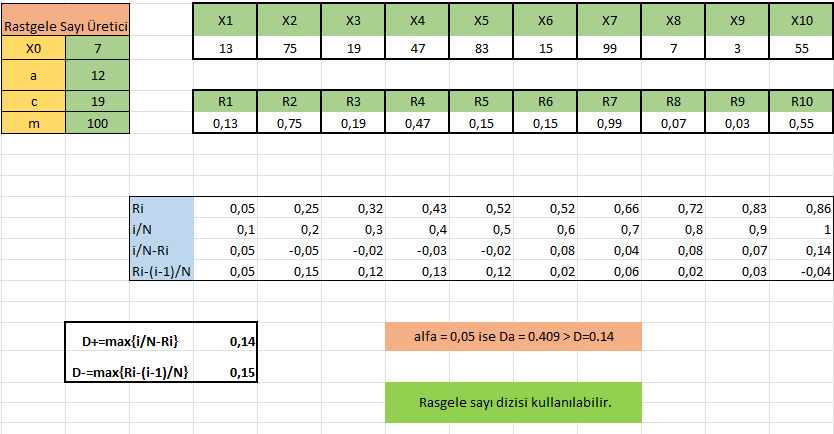 Rastgele Sayı Üretici
X1 X2 X3 X4 X5 X6 X7 X8 X9 X10
X0 7 13 75 19 47 83 15 99 7 3 55
a 12
c 19 R1 R2 R3 R4 R5 R6 R7 R8 R9 R10
m 100 0,13 0,75 0,19 0,47 0,15 0,15 0,99 0,07 0,03 0,55
Ri 0,05 0,25 0,32 0,43 0,52 0,52 0,66 0,72 0,83 0,86
i/N 0,1 0,2 0,3 0,4 0,5 0,6 0,7 0,8 0,9 1
i/N-Ri 0,05 -0,05 -0,02 -0,03 -0,02 0,08 0,04 0,08 0,07 0,14
Ri-(i-1)/N 0,05 0,15 0,12 0,13 0,12 0,02 0,06 0,02 0,03 -0,04
D+=max{i/N-Ri} 0,14
alfa = 0,05 ise Da = 0.409 > D=0.14
D-=max{Ri-(i-1)/N} 0,15
Rasgele sayı dizisi kullanılabilir.